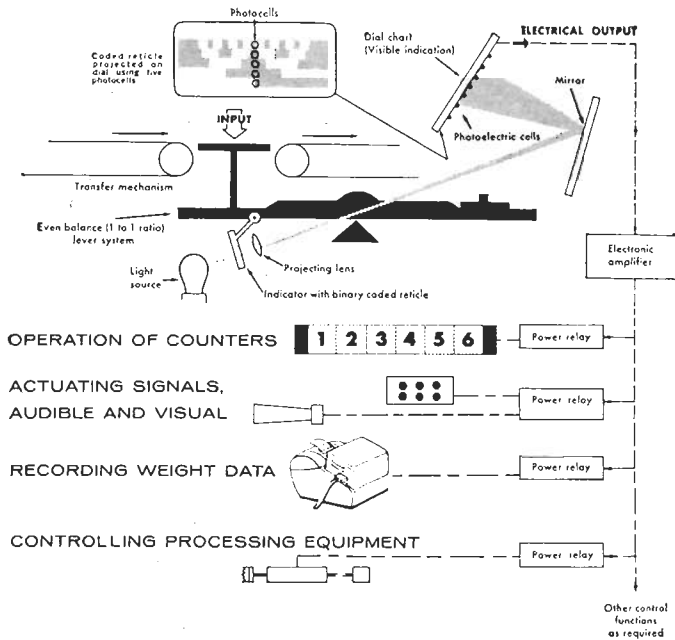 Photocells
Coded reticle
projected on
dial using five
photocells
Dial chart
(Visible indication)
ELECTRICAL OUTPUT
Mirror
Photoelectric cells
INPUT
Transfer mechanism
Even balance (1 to 1 ratio)
lever system
Light
source
Projecting lens
Indicator with binary coded reticle
Electronic
amplifier
OPERATION OF COUNTERS
1 2 3 4 5 6
Power relay
ACTUATING SIGNALS,
AUDIBLE AND VISUAL
Power relay
RECORDING WEIGHT DATA
Power relay
CONTROLLING PROCESSING EQUIPMENT
Power relay
Other control
functions
as required